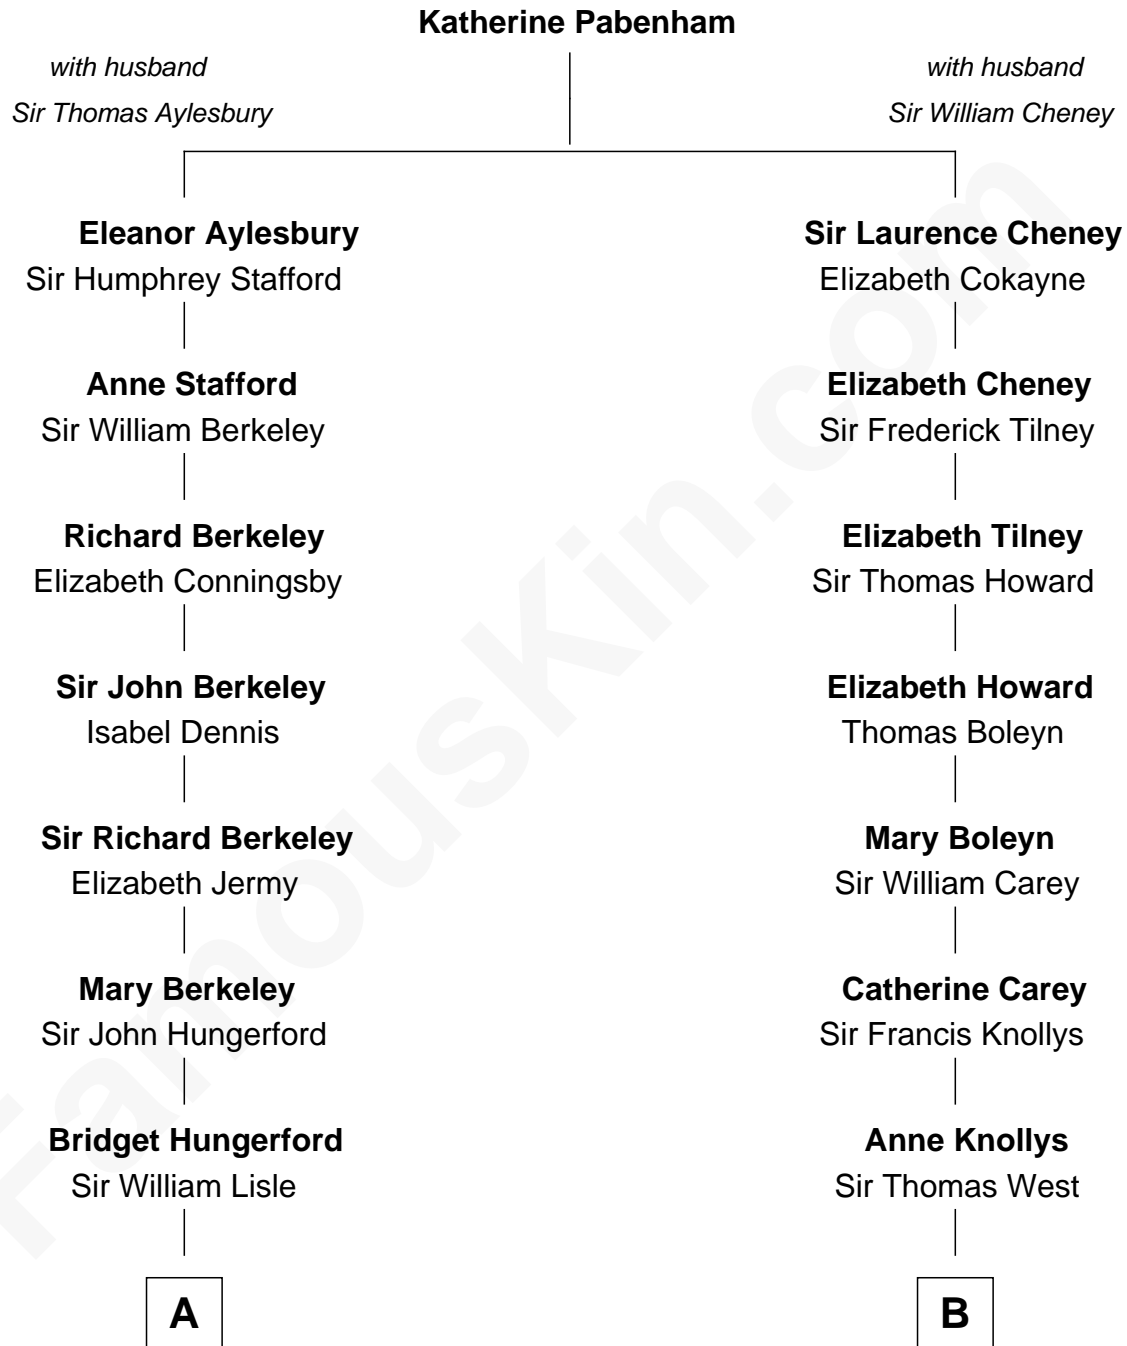 Katherine Pabenham
with husband
Sir Thomas Aylesbury
with husband
Sir William Cheney
Eleanor Aylesbury
Sir Humphrey Stafford
Sir Laurence Cheney
Elizabeth Cokayne
Anne Stafford
Sir William Berkeley
Elizabeth Cheney
Sir Frederick Tilney
Richard Berkeley
Elizabeth Conningsby
Elizabeth Tilney
Sir Thomas Howard
Sir John Berkeley
Isabel Dennis
Elizabeth Howard
Thomas Boleyn
Sir Richard Berkeley
Elizabeth Jermy
Mary Boleyn
Sir William Carey
Mary Berkeley
Sir John Hungerford
Catherine Carey
Sir Francis Knollys
Bridget Hungerford
Sir William Lisle
Anne Knollys
Sir Thomas West
A
B
FamousKin.com